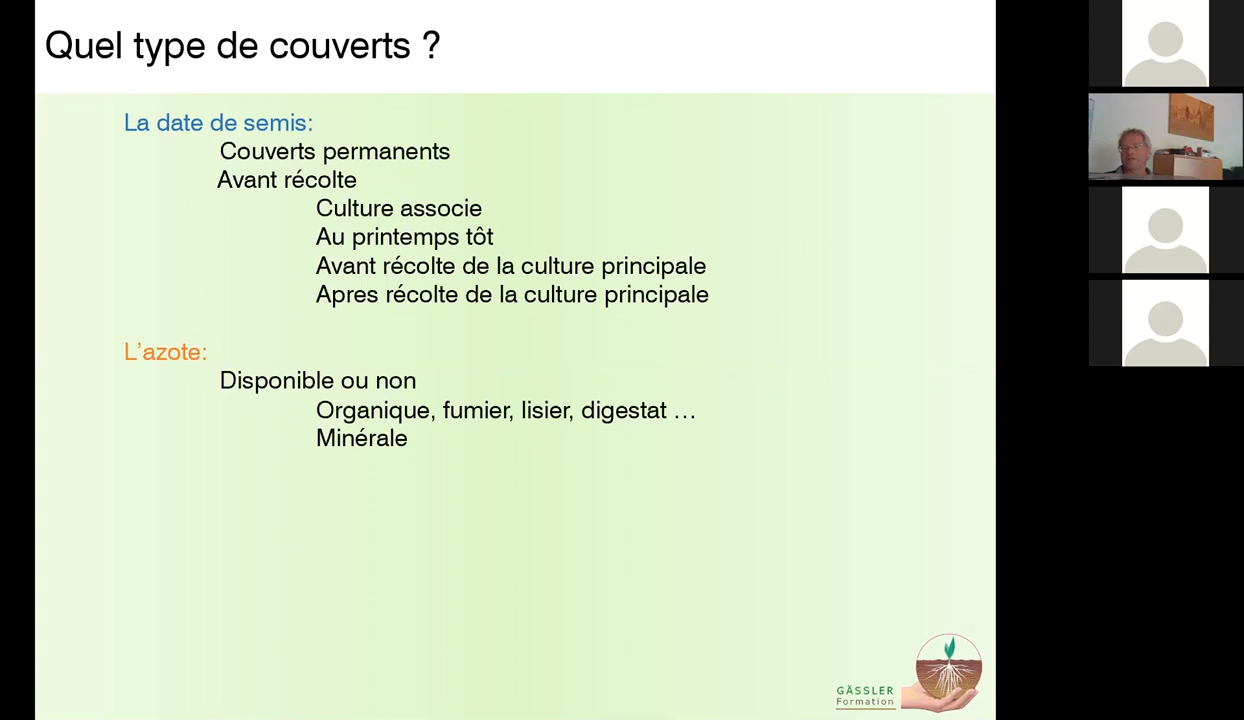 Quel type de couverts ?
La date de semis:
Couverts permanents
Avant récolte
Culture associe
Au printemps tôt
Avant récolte de la culture principale
Apres récolte de la culture principale
L'azote:
Disponible ou non
Organique, fumier, lisier, digestat …
Minérale
GÄSSLER
Formation